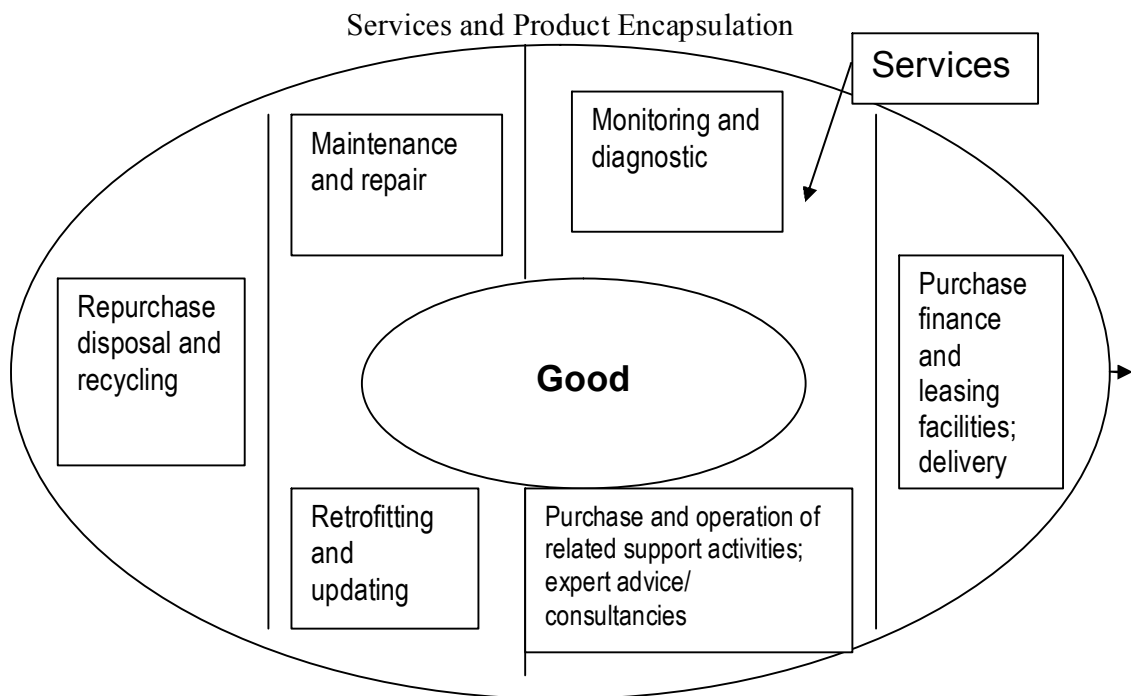 Services and Product Encapsulation
Services
Maintenance
and repair
Monitoring and
diagnostic
Repurchase
disposal and
recycling
Good
Purchase
finance
and
leasing
facilities;
delivery
Retrofitting
and
updating
Purchase and operation of
related support activities;
expert advice/
consultancies